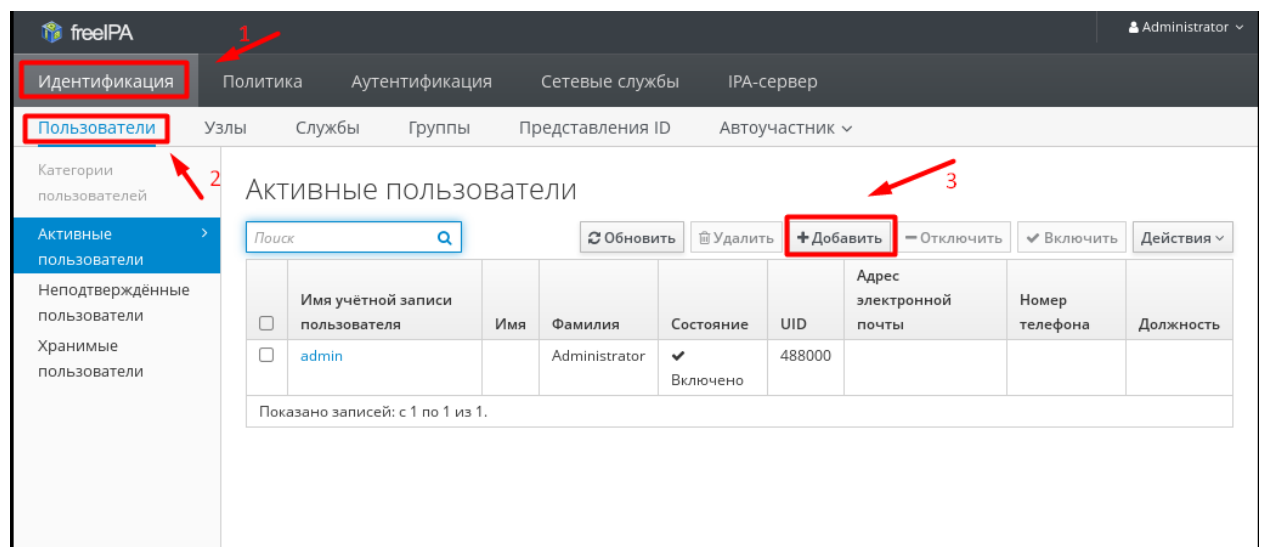 freeIPA
1
Administrator
Идентификация Политика Аутентификация Сетевые службы IPA-сервер
Пользователи Узлы Службы Группы Представления ID Автоучастник
Категории
пользователей
2
Активные
пользователи
Неподтверждённые
пользователи
Хранимые
пользователи
Активные пользователи
3
Поиск Обновить Удалить Добавить Отключить Включить Действия
Имя учётной записи
пользователя
Имя
Фамилия
Состояние
UID
Адрес
электронной
почты
Номер
телефона
Должность
admin Administrator
Включено
488000
Показано записей: с 1 по 1 из 1.